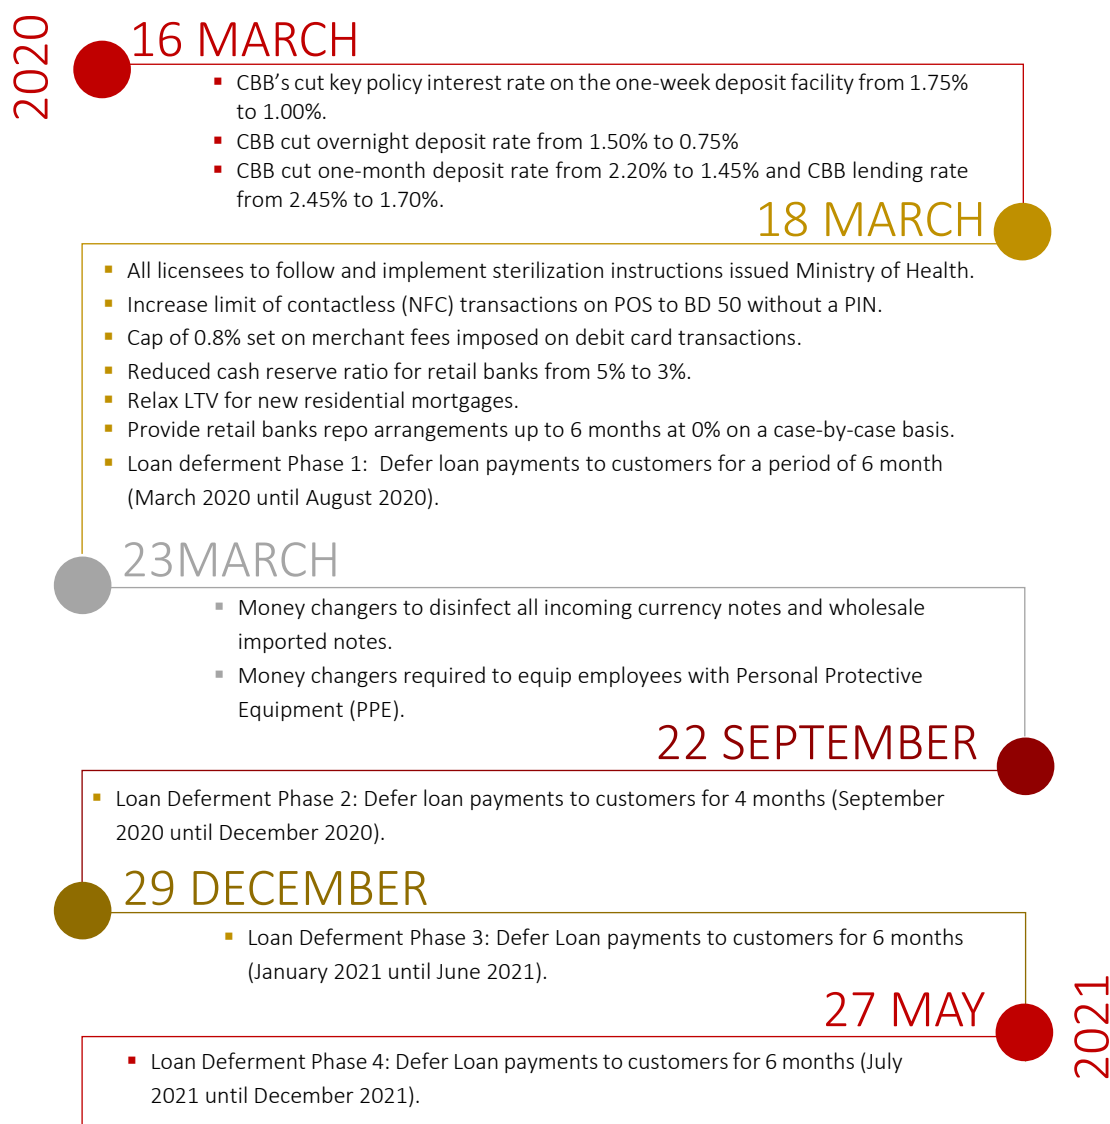 2020
16 MARCH
▪ CBB’s cut key policy interest rate on the one-week deposit facility from 1.75%
to 1.00%.
▪ CBB cut overnight deposit rate from 1.50% to 0.75%
▪ CBB cut one-month deposit rate from 2.20% to 1.45% and CBB lending rate
from 2.45% to 1.70%.
18 MARCH
▪ All licensees to follow and implement sterilization instructions issued Ministry of Health.
▪ Increase limit of contactless (NFC) transactions on POS to BD 50 without a PIN.
▪ Cap of 0.8% set on merchant fees imposed on debit card transactions.
▪ Reduced cash reserve ratio for retail banks from 5% to 3%.
▪ Relax LTV for new residential mortgages.
▪ Provide retail banks repo arrangements up to 6 months at 0% on a case-by-case basis.
▪ Loan deferment Phase 1:  Defer loan payments to customers for a period of 6 month
(March 2020 until August 2020).
23MARCH
▪ Money changers to disinfect all incoming currency notes and wholesale
imported notes.
▪ Money changers required to equip employees with Personal Protective
Equipment (PPE).
22 SEPTEMBER
▪ Loan Deferment Phase 2: Defer loan payments to customers for 4 months (September
2020 until December 2020).
29 DECEMBER
▪ Loan Deferment Phase 3: Defer Loan payments to customers for 6 months
(January 2021 until June 2021).
27 MAY
2021
▪ Loan Deferment Phase 4: Defer Loan payments to customers for 6 months (July
2021 until December 2021).